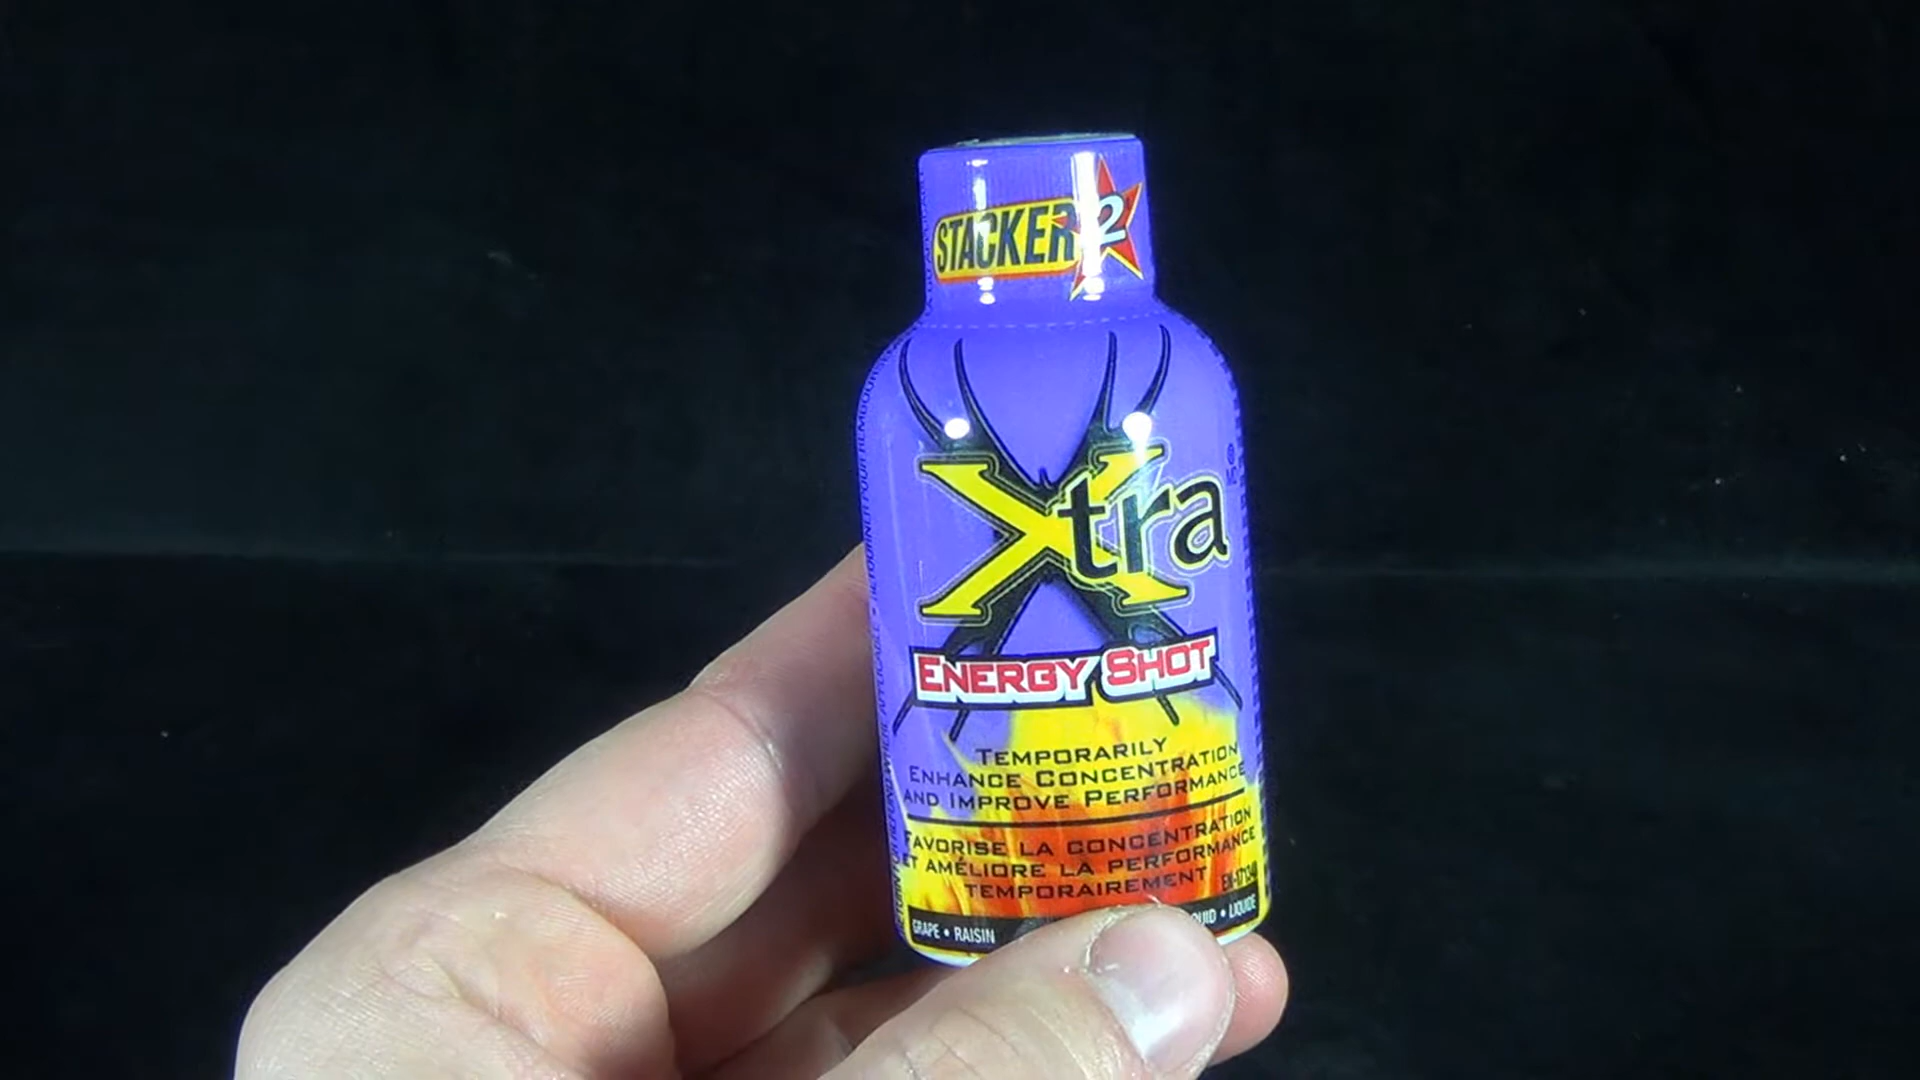 STACKER 2
Xtra
ENERGY SHOT
TEMPORARILY
ENHANCE CONCENTRATION
AND IMPROVE PERFORMANCE
FAVORISE LA CONCENTRATION
ET AMÉLIORE LA PERFORMANCE
TEMPORAIREMENT
GRAPE • RAISIN
• LIQUIDE